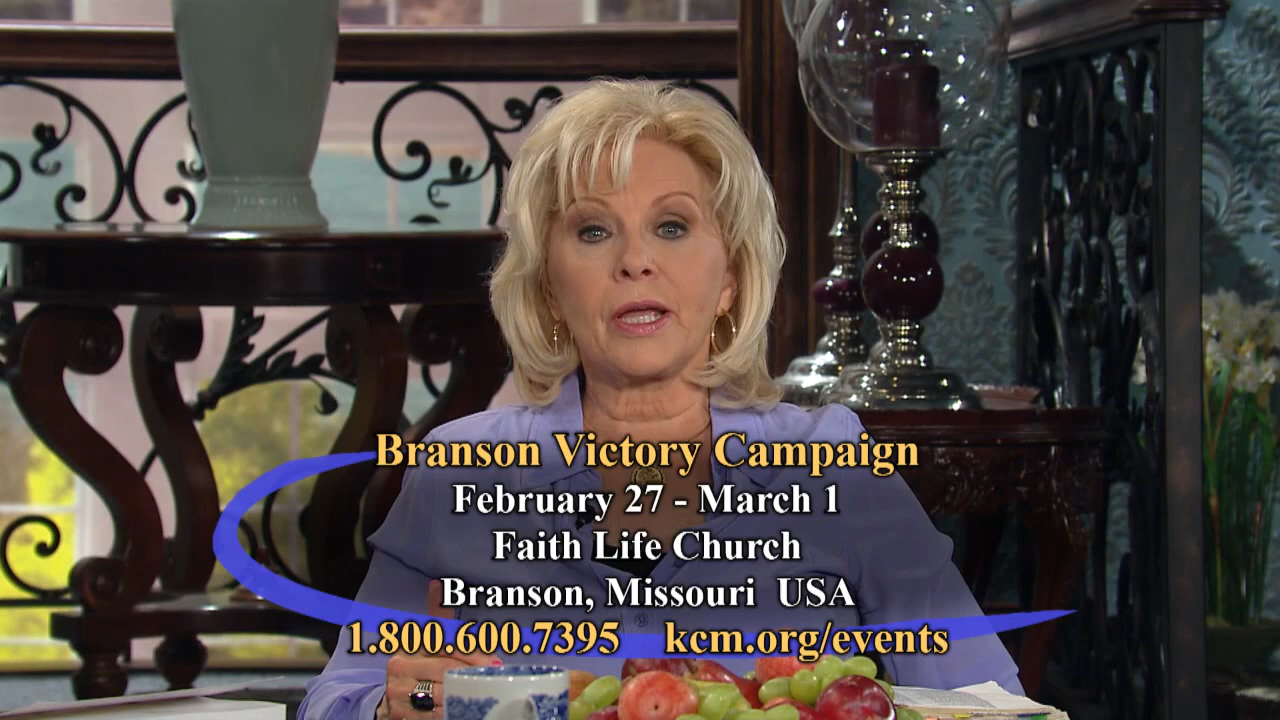 Branson Victory Campaign
February 27 - March 1
Faith Life Church
Branson, Missouri USA
1.800.600.7395 kcm.org/events